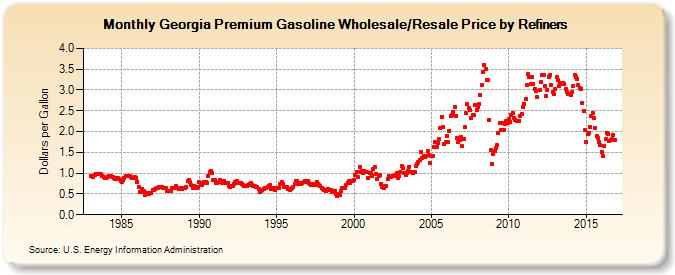 Monthly Georgia Premium Gasoline Wholesale/Resale Price by Refiners
Dollars per Gallon
4.0
3.5
3.0
2.5
2.0
1.5
1.0
0.5
0.0
1985 1990 1995 2000 2005 2010 2015
Source: U.S. Energy Information Administration